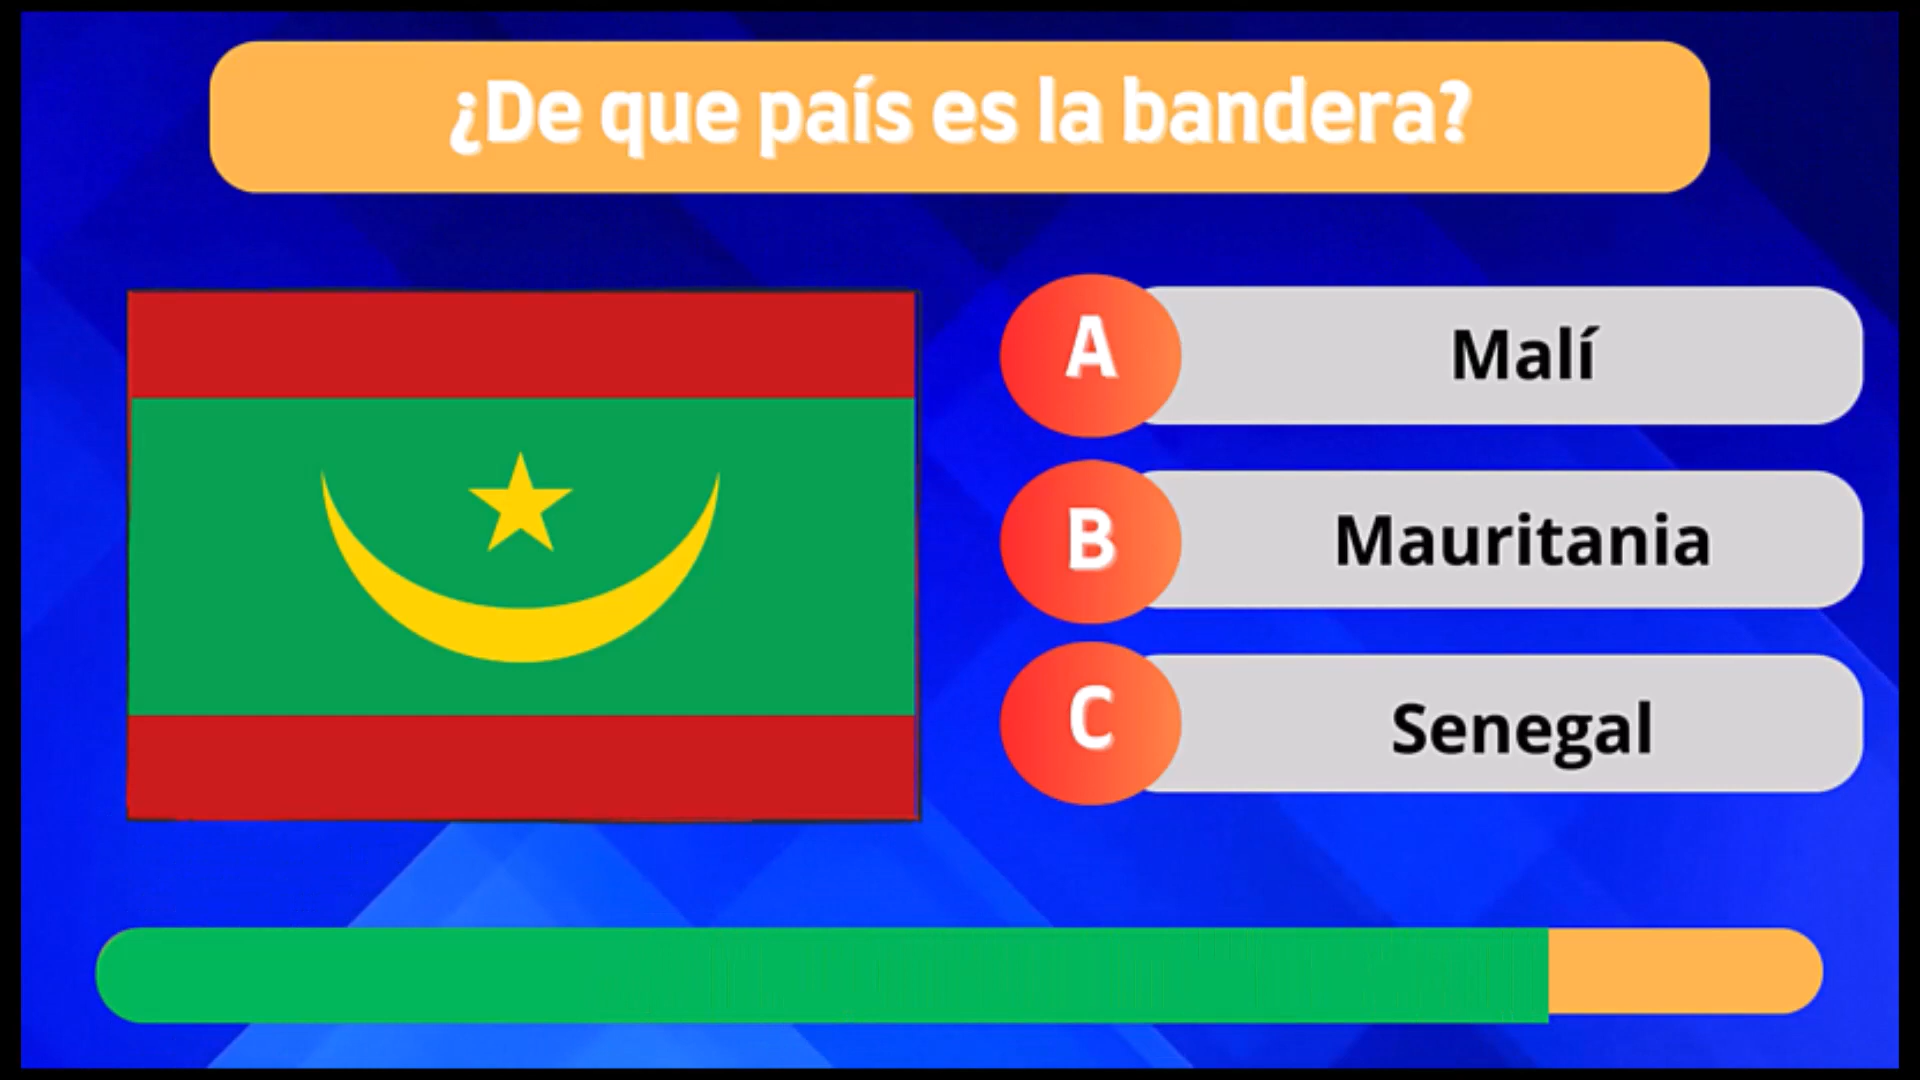 ¿De que país es la bandera?
A
Malí
B
Mauritania
C
Senegal